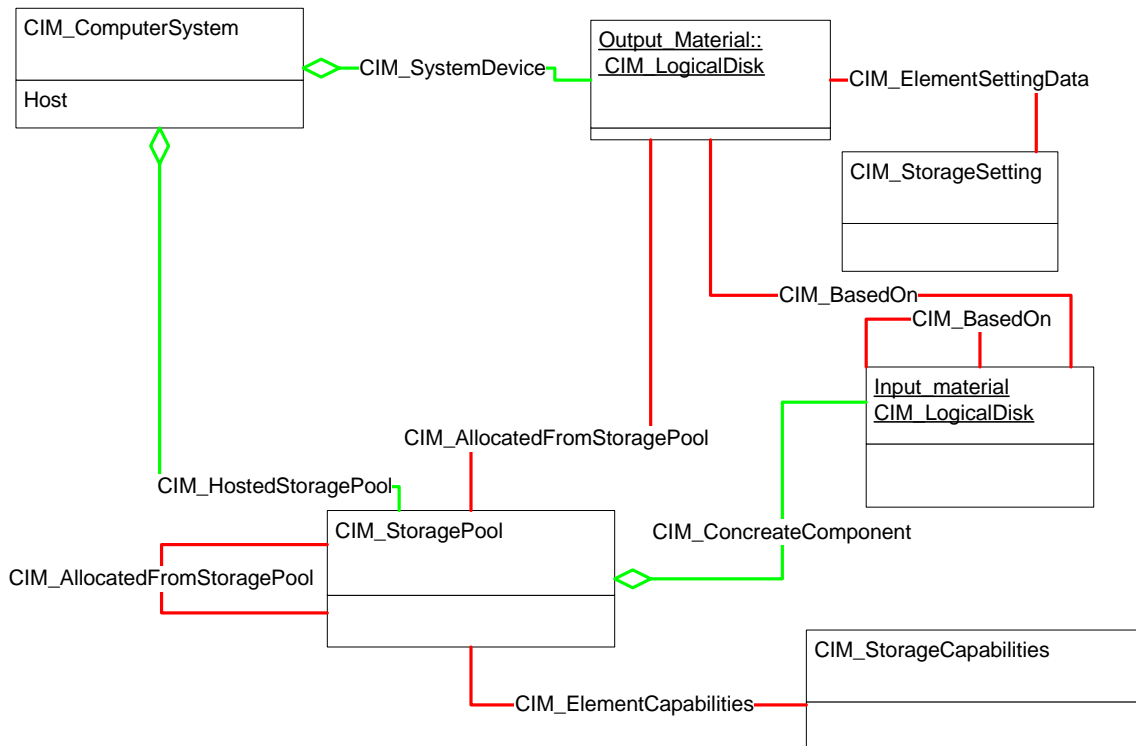 CIM_ComputerSystem
Host
CIM_SystemDevice
Output_Material::
CIM_LogicalDisk
CIM_ElementSettingData
CIM_StorageSetting
CIM_BasedOn
CIM_BasedOn
Input_material
CIM_LogicalDisk
CIM_AllocatedFromStoragePool
CIM_HostedStoragePool
CIM_StoragePool
CIM_ConcreateComponent
CIM_AllocatedFromStoragePool
CIM_StorageCapabilities
CIM_ElementCapabilities